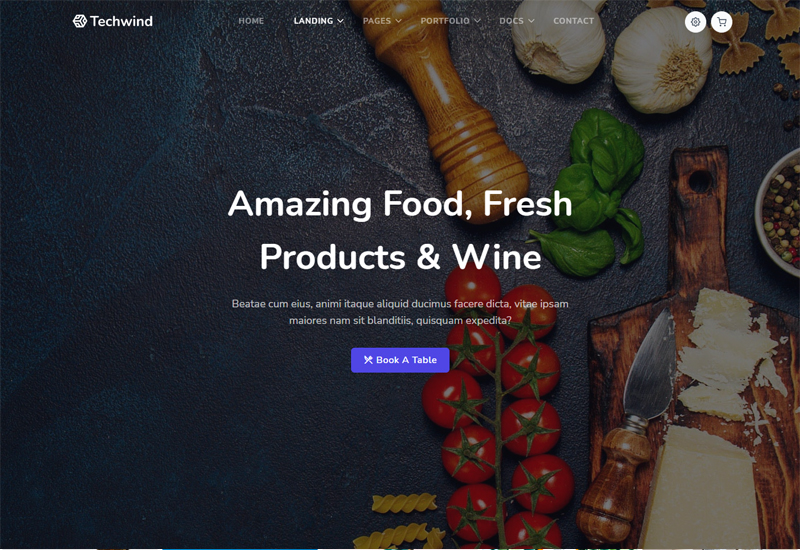 Techwind
HOME
LANDING
PAGES
PORTFOLIO
DOCS
CONTACT
Amazing Food, Fresh
Products & Wine
Beatae cum eius, animi itaque aliquid ducimus facere dicta, vitae ipsam
maiores nam sit blanditiis, quisquam expedita?
Book A Table